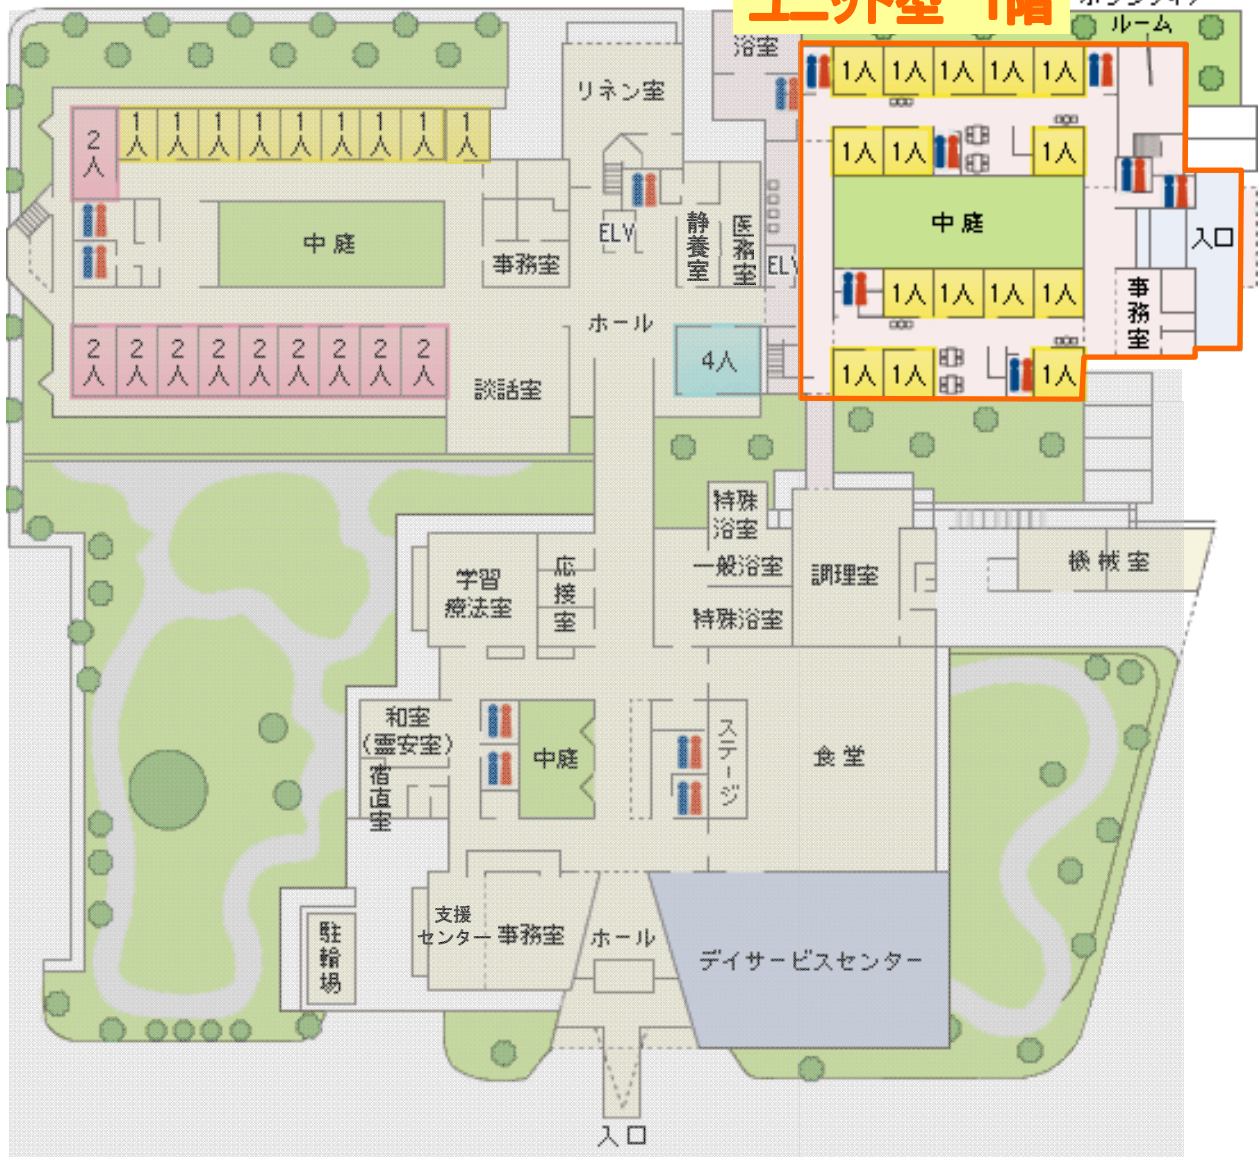 ユニット型 1階
ルーム
浴室
リネン室
1人 1人 1人 1人 1人
2人 1人 1人 1人 1人 1人 1人 1人 1人 1人
1人 1人 1人
中庭
中庭
静養室
医務室
ELV
ELV
入口
事務室
1人 1人 1人 1人
事務室
ホール
2人 2人 2人 2人 2人 2人 2人 2人
4人
1人 1人 1人
談話室
特殊浴室
一般浴室
特殊浴室
調理室
機械室
学習療法室
応接室
和室
(霊安室)
宿直室
中庭
ステージ
食堂
支援センター
事務室
ホール
デイサービスセンター
駐輪場
入口